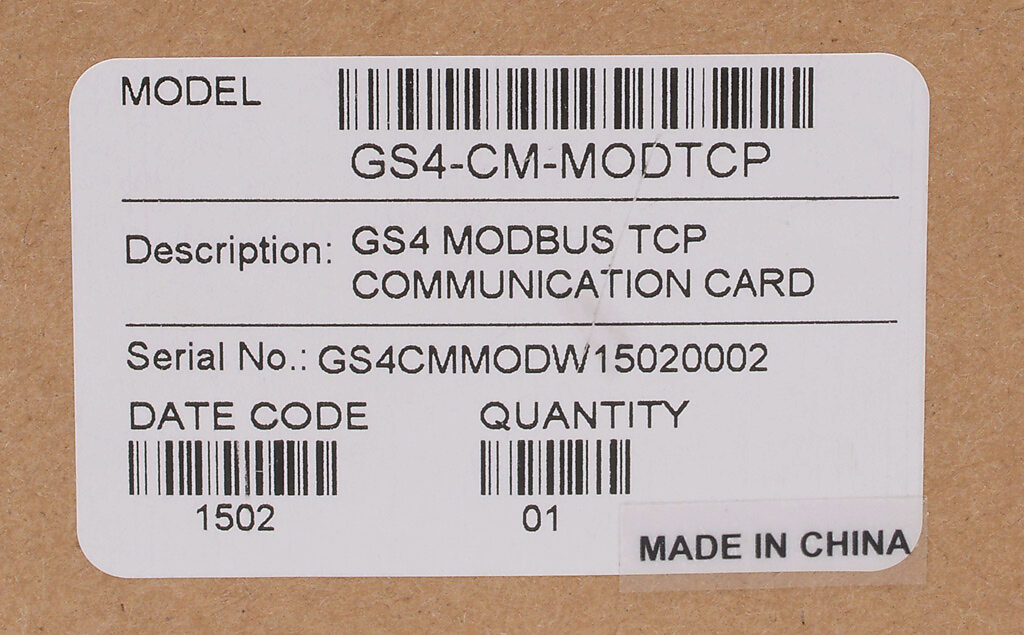 MODEL
GS4-CM-MODTCP
Description: GS4 MODBUS TCP
COMMUNICATION CARD
Serial No.: GS4CMMODW15020002
DATE CODE QUANTITY
1502 01
MADE IN CHINA